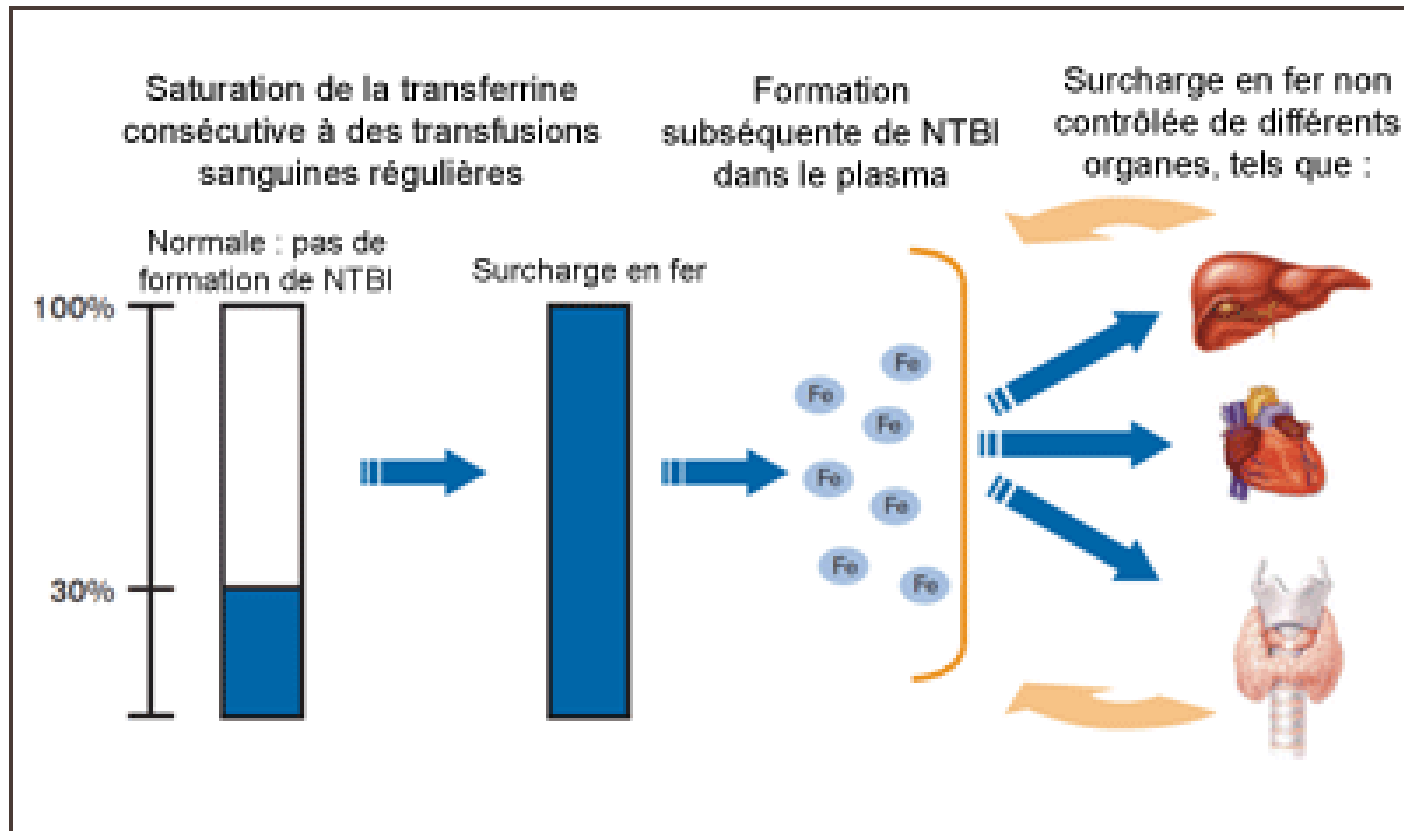 Saturation de la transferrine
consécutive à des transfusions
sanguines régulières
Formation
subséquente de NTBI
dans le plasma
Surcharge en fer non
contrôlée de différents
organes, tels que :
Normale : pas de
formation de NTBI
Surcharge en fer
100%
30%
Fe
Fe
Fe
Fe
Fe
Fe
Fe